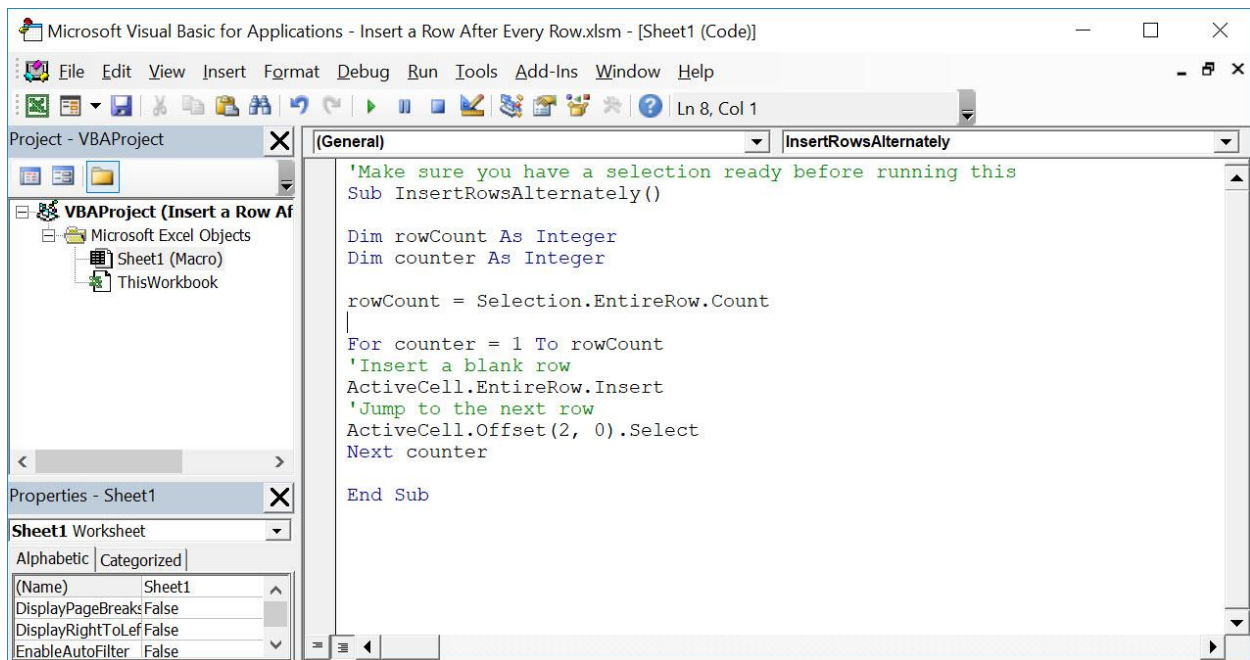 Microsoft Visual Basic for Applications - Insert a Row After Every Row.xlsm - [Sheet1 (Code)]
File Edit View Insert Format Debug Run Tools Add-Ins Window Help
Ln 8, Col 1
Project - VBAProject
(General) InsertRowsAlternately
VBAProject (Insert a Row Af
Microsoft Excel Objects
Sheet1 (Macro)
ThisWorkbook
'Make sure you have a selection ready before running this
Sub InsertRowsAlternately()
Dim rowCount As Integer
Dim counter As Integer
rowCount = Selection.EntireRow.Count
For counter = 1 To rowCount
'Insert a blank row
ActiveCell.EntireRow.Insert
'Jump to the next row
ActiveCell.Offset(2, 0).Select
Next counter
End Sub
Properties - Sheet1
Sheet1 Worksheet
Alphabetic Categorized
(Name) Sheet1
DisplayPageBreaks False
DisplayRightToLef False
EnableAutoFilter False